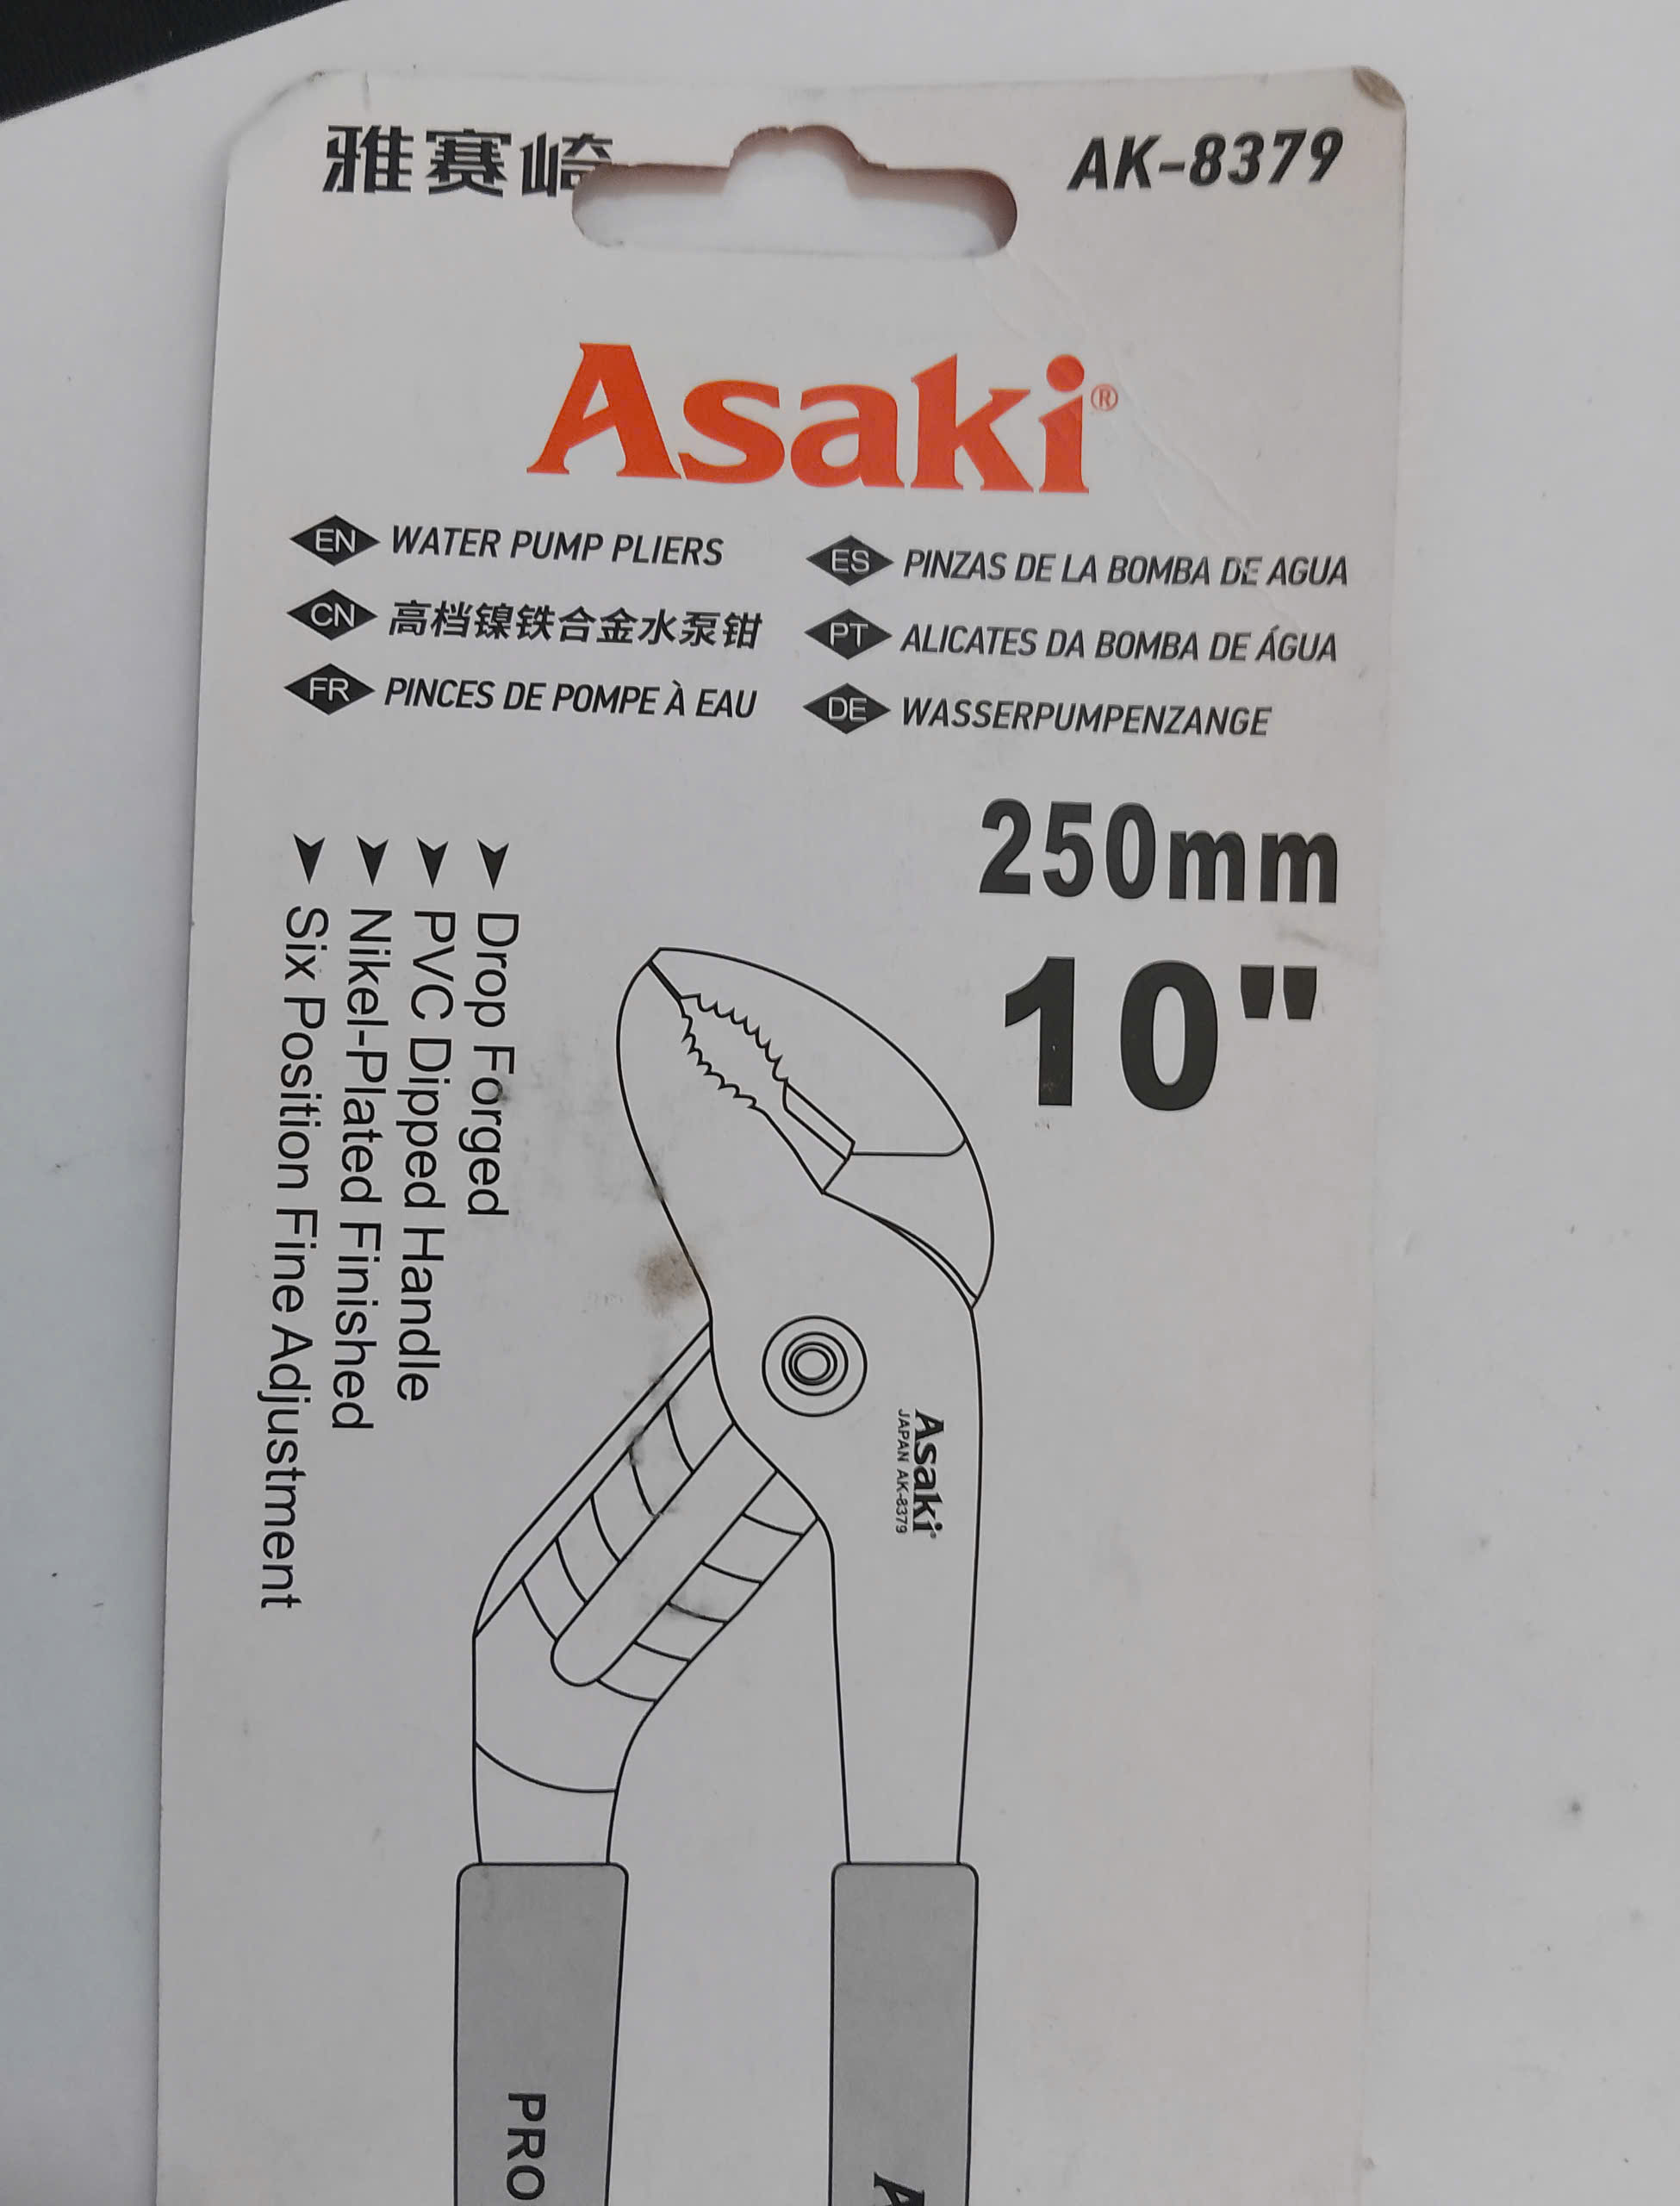 雅赛崎
AK-8379
Asaki®
EN WATER PUMP PLIERS
CN 高档镍铁合金水泵钳
FR PINCES DE POMPE À EAU
ES PINZAS DE LA BOMBA DE AGUA
PT ALICATES DA BOMBA DE ÁGUA
DE WASSERPUMPENZANGE
250mm
10"
➤ Drop Forged
➤ PVC Dipped Handle
➤ Nikel-Plated Finished
➤ Six Position Fine Adjustment
Asaki®
JAPAN AK-8379
PRO
A